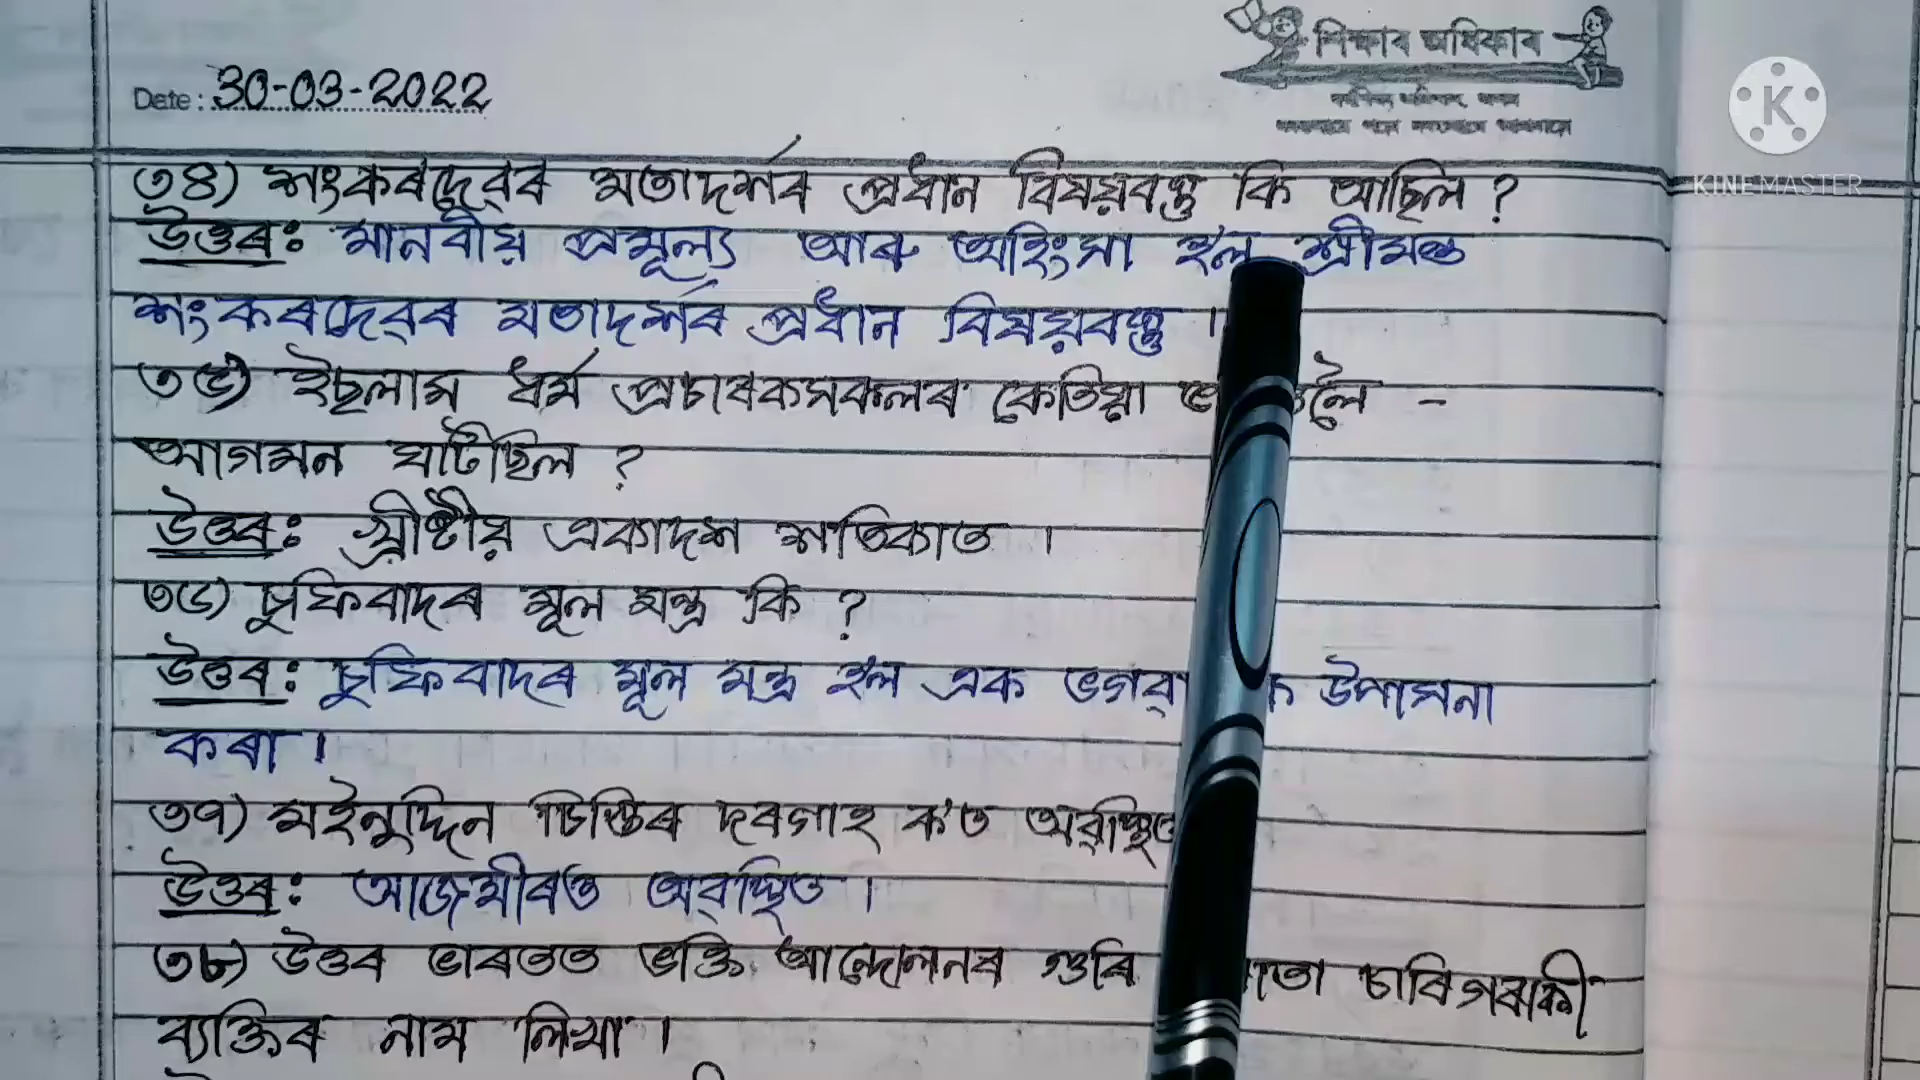 শিক্ষাৰ অধিকাৰ
Date: 30-03-2022
KINEMASTER
৩৪) শংকৰদেৱৰ মতাদৰ্শৰ প্ৰধান বিষয়বস্তু কি আছিল ?
উত্তৰঃ মানবীয় প্ৰমূল্য আৰু অহিংসা হ'ল শ্ৰীমন্ত
শংকৰদেৱৰ মতাদৰ্শৰ প্ৰধান বিষয়বস্তু ।
৩৫) ইছলাম ধৰ্ম প্ৰচাৰকসকলৰ কেতিয়া -
আগমন ঘটিছিল ?
উত্তৰঃ খ্ৰীষ্টীয় একাদশ শতিকাত ।
৩৬) চুফিবাদৰ মূল মন্ত্ৰ কি ?
উত্তৰঃ চুফিবাদৰ মূল মন্ত্ৰ হ'ল এক উপাসনা
কৰা ।
৩৭) মইনুদ্দিন চিস্তিৰ দৰগাহ ক'ত অৱস্থিত
উত্তৰঃ আজমীৰত অৱস্থিত ।
৩৮) উত্তৰ ভাৰতত ভক্তি আন্দোলনৰ গুৰি চাৰিগৰাকী
ব্যক্তিৰ নাম লিখা ।